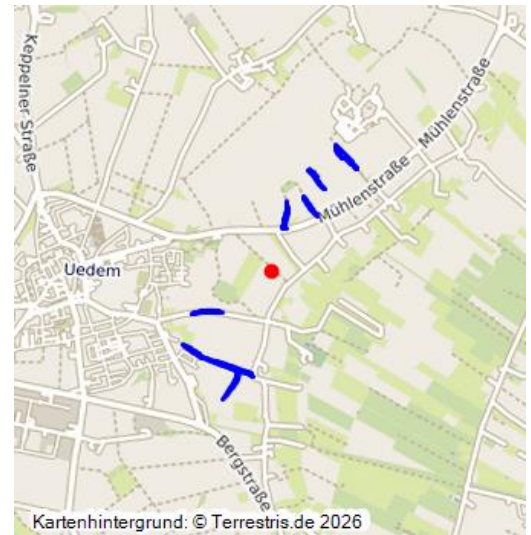 Keppelner Straße
Mühlenstraße
Mühlenstraße
Uedem
Bergstraße
Kartenhintergrund: © Terrestris.de 2026